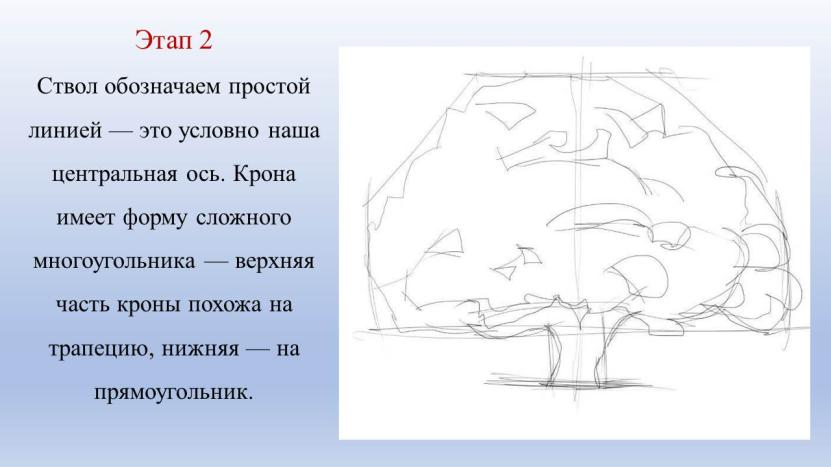 Этап 2
Ствол обозначаем простой
линией — это условно наша
центральная ось. Крона
имеет форму сложного
многоугольника — верхняя
часть кроны похожа на
трапецию, нижняя — на
прямоугольник.